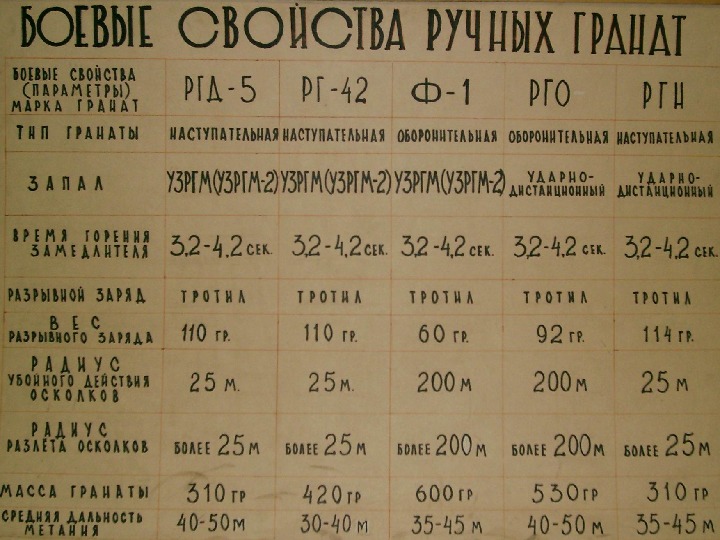 БОЕВЫЕ СВОЙСТВА РУЧНЫХ ГРАНАТ
БОЕВЫЕ СВОЙСТВА
(ПАРАМЕТРЫ)
МАРКА ГРАНАТ
РГД-5 РГ-42 Ф-1 РГО РГН
ТИП ГРАНАТЫ НАСТУПАТЕЛЬНАЯ НАСТУПАТЕЛЬНАЯ ОБОРОНИТЕЛЬНАЯ ОБОРОНИТЕЛЬНАЯ НАСТУПАТЕЛЬНАЯ
ЗАПАЛ УЗРГМ(УЗРГМ-2) УЗРГМ(УЗРГМ-2) УЗРГМ(УЗРГМ-2) УДАРНО- УДАРНО-
ДИСТАНЦИОННЫЙ ДИСТАНЦИОННЫЙ
ВРЕМЯ ГОРЕНИЯ
ЗАМЕДЛИТЕЛЯ
3,2-4,2 СЕК. 3,2-4,2 СЕК. 3,2-4,2 СЕК. 3,2-4,2 СЕК. 3,2-4,2 СЕК.
РАЗРЫВНОЙ ЗАРЯД ТРОТИЛ ТРОТИЛ ТРОТИЛ ТРОТИЛ ТРОТИЛ
ВЕС
РАЗРЫВНОГО ЗАРЯДА
110 ГР. 110 ГР. 60 ГР. 92 ГР. 114 ГР.
РАДИУС
УБОЙНОГО ДЕЙСТВИЯ
ОСКОЛКОВ
25 М. 25 М. 200 М 200 М 25 М
РАДИУС
РАЗЛЕТА ОСКОЛКОВ
БОЛЕЕ 25 М БОЛЕЕ 25 М БОЛЕЕ 200 М БОЛЕЕ 200 М БОЛЕЕ 25 М
МАССА ГРАНАТЫ 310 ГР 420 ГР 600 ГР 530 ГР 310 ГР
СРЕДНЯЯ ДАЛЬНОСТЬ
МЕТАНИЯ
40-50 М 30-40 М 35-45 М 40-50 М 35-45 М